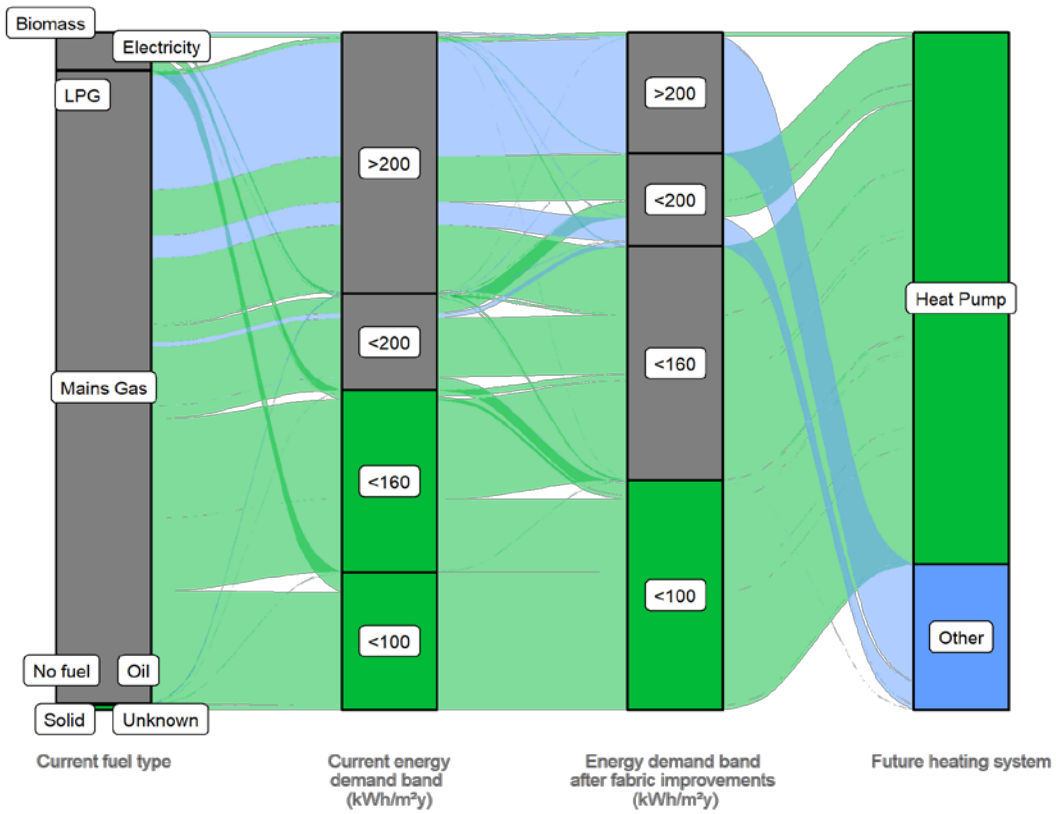 Biomass
Electricity
LPG
Mains Gas
No fuel
Oil
Solid
Unknown
>200
<200
<160
<100
>200
<200
<160
<100
Heat Pump
Other
Current fuel type
Current energy
demand band
(kWh/m²y)
Energy demand band
after fabric improvements
(kWh/m²y)
Future heating system